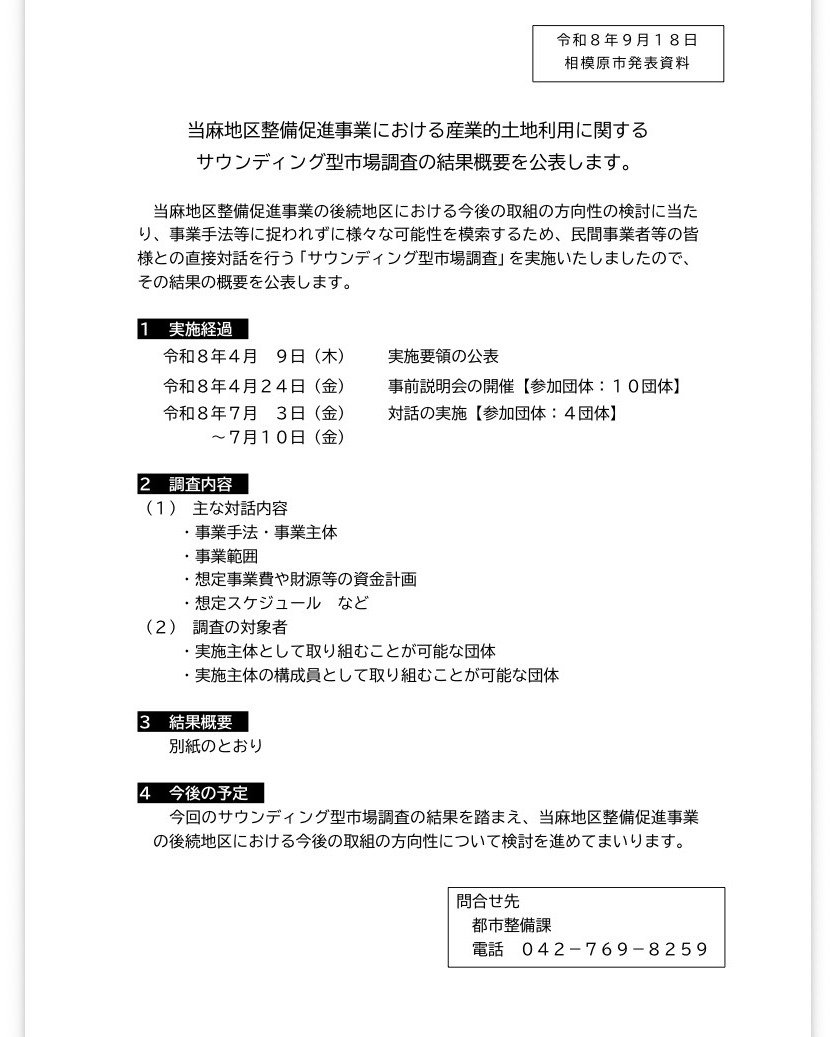 令和８年９月１８日
相模原市発表資料
当麻地区整備促進事業における産業的土地利用に関する
サウンディング型市場調査の結果概要を公表します。
当麻地区整備促進事業の後続地区における今後の取組の方向性の検討に当た
り、事業手法等に捉われずに様々な可能性を模索するため、民間事業者等の皆
様との直接対話を行う「サウンディング型市場調査」を実施いたしましたので、
その結果の概要を公表します。
１　実施経過
令和８年４月　９日（木）　　実施要領の公表
令和８年４月２４日（金）　　事前説明会の開催【参加団体：１０団体】
令和８年７月　３日（金）　　対話の実施【参加団体：４団体】
～７月１０日（金）
２　調査内容
（１）　主な対話内容
・事業手法・事業主体
・事業範囲
・想定事業費や財源等の資金計画
・想定スケジュール　など
（２）　調査の対象者
・実施主体として取り組むことが可能な団体
・実施主体の構成員として取り組むことが可能な団体
３　結果概要
別紙のとおり
４　今後の予定
今回のサウンディング型市場調査の結果を踏まえ、当麻地区整備促進事業
の後続地区における今後の取組の方向性について検討を進めてまいります。
問合せ先
都市整備課
電話　０４２－７６９－８２５９